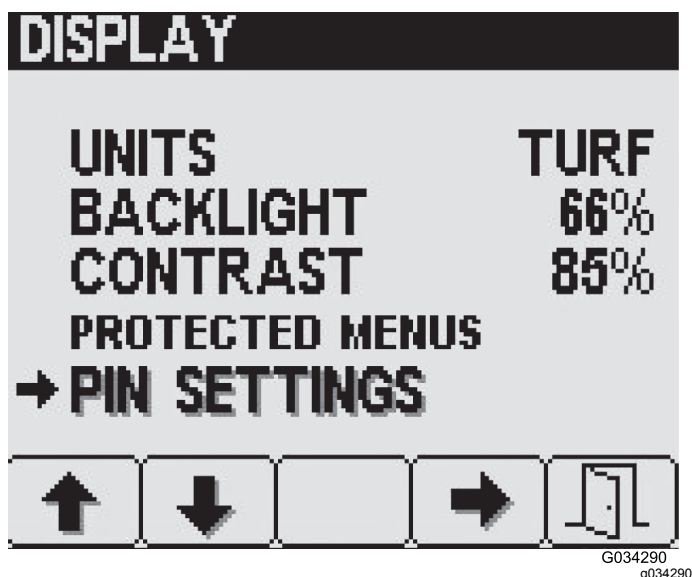 DISPLAY
UNITS TURF
BACKLIGHT 66%
CONTRAST 85%
PROTECTED MENUS
PIN SETTINGS
G034290
g034290